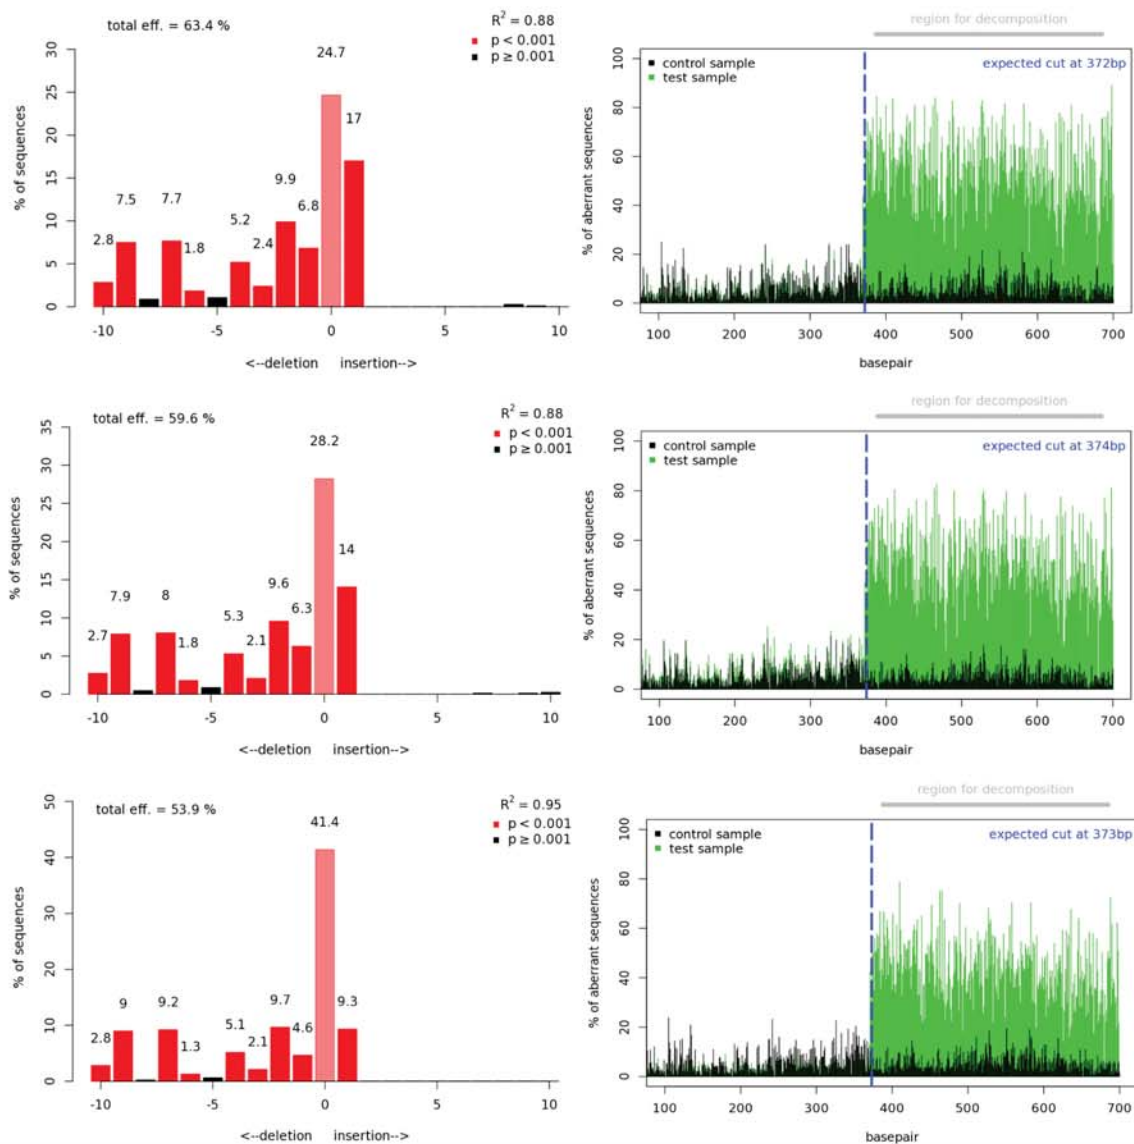 total eff. = 63.4 %
R² = 0.88
p < 0.001
p ≥ 0.001
% of sequences
30
25
20
15
10
5
0
2.8
7.5
7.7
1.8
5.2
2.4
9.9
6.8
24.7
17
-10
-5
0
5
10
<--deletion insertion-->
region for decomposition
control sample
test sample
expected cut at 372bp
% of aberrant sequences
100
80
60
40
20
0
100
200
300
400
500
600
700
basepair
total eff. = 59.6 %
R² = 0.88
p < 0.001
p ≥ 0.001
% of sequences
35
30
25
20
15
10
5
0
2.7
7.9
8
1.8
5.3
2.1
9.6
6.3
28.2
14
-10
-5
0
5
10
<--deletion insertion-->
region for decomposition
control sample
test sample
expected cut at 374bp
% of aberrant sequences
100
80
60
40
20
0
100
200
300
400
500
600
700
basepair
total eff. = 53.9 %
R² = 0.95
p < 0.001
p ≥ 0.001
% of sequences
50
40
30
20
10
0
2.8
9
9.2
1.3
5.1
2.1
9.7
4.6
41.4
9.3
-10
-5
0
5
10
<--deletion insertion-->
region for decomposition
control sample
test sample
expected cut at 373bp
% of aberrant sequences
100
80
60
40
20
0
100
200
300
400
500
600
700
basepair